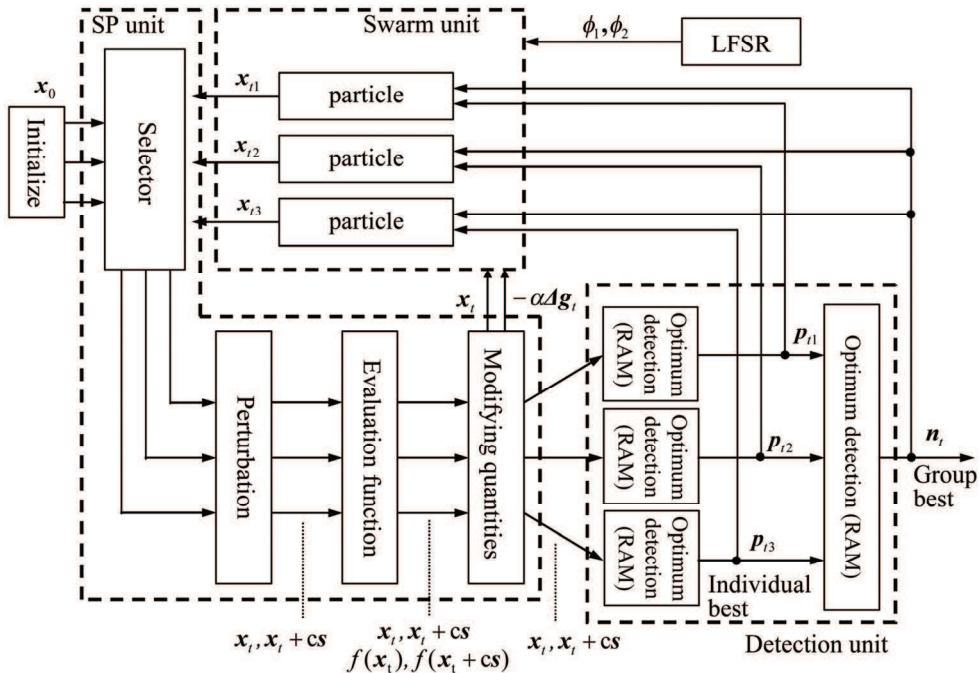 SP unit
Swarm unit
ϕ₁, ϕ₂
LFSR
x₀
Initialize
Selector
xₜ₁
particle
xₜ₂
particle
xₜ₃
particle
xₜ
−αΔgₜ
Perturbation
Evaluation function
Modifying quantities
Optimum detection (RAM)
Optimum detection (RAM)
Optimum detection (RAM)
pₜ₁
pₜ₂
pₜ₃
Individual
best
Optimum detection (RAM)
nₜ
Group
best
xₜ, xₜ + cs
xₜ, xₜ + cs
f(xₜ), f(xₜ + cs)
xₜ, xₜ + cs
Detection unit